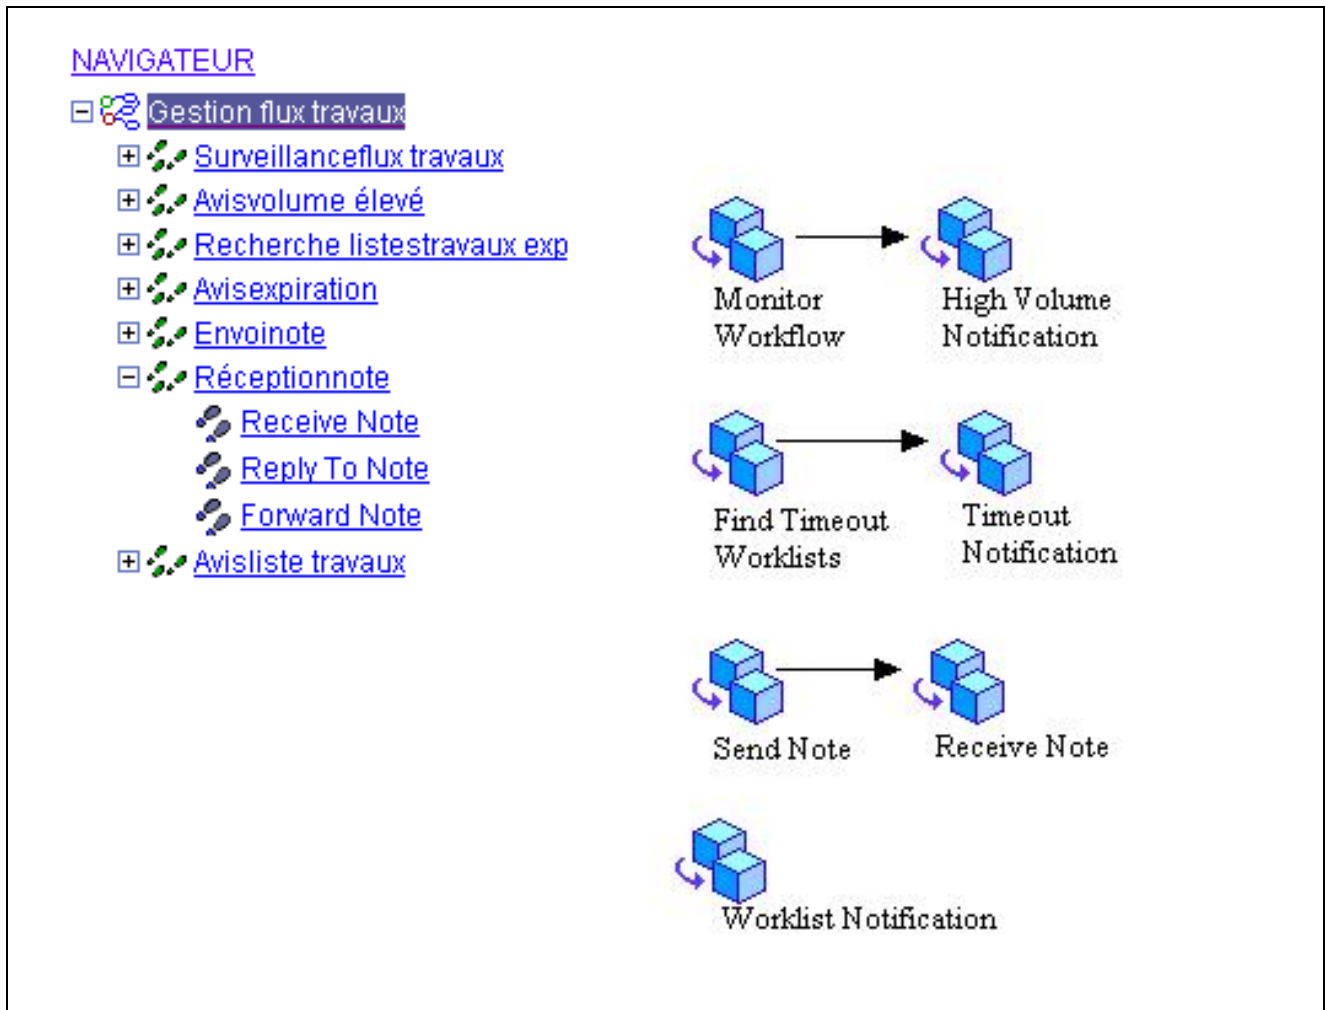 NAVIGATEUR
Gestion flux travaux
Surveillanceflux travaux
Avisvolume élevé
Recherche listestravaux exp
Avisexpiration
Envoinote
Réceptionnote
Receive Note
Reply To Note
Forward Note
Avisliste travaux
Monitor
Workflow
High Volume
Notification
Find Timeout
Worklists
Timeout
Notification
Send Note
Receive Note
Worklist Notification